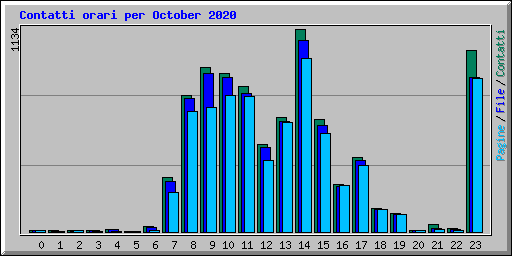 Contatti orari per October 2020
1134
Pagine/File/Contatti
0 1 2 3 4 5 6 7 8 9 10 11 12 13 14 15 16 17 18 19 20 21 22 23